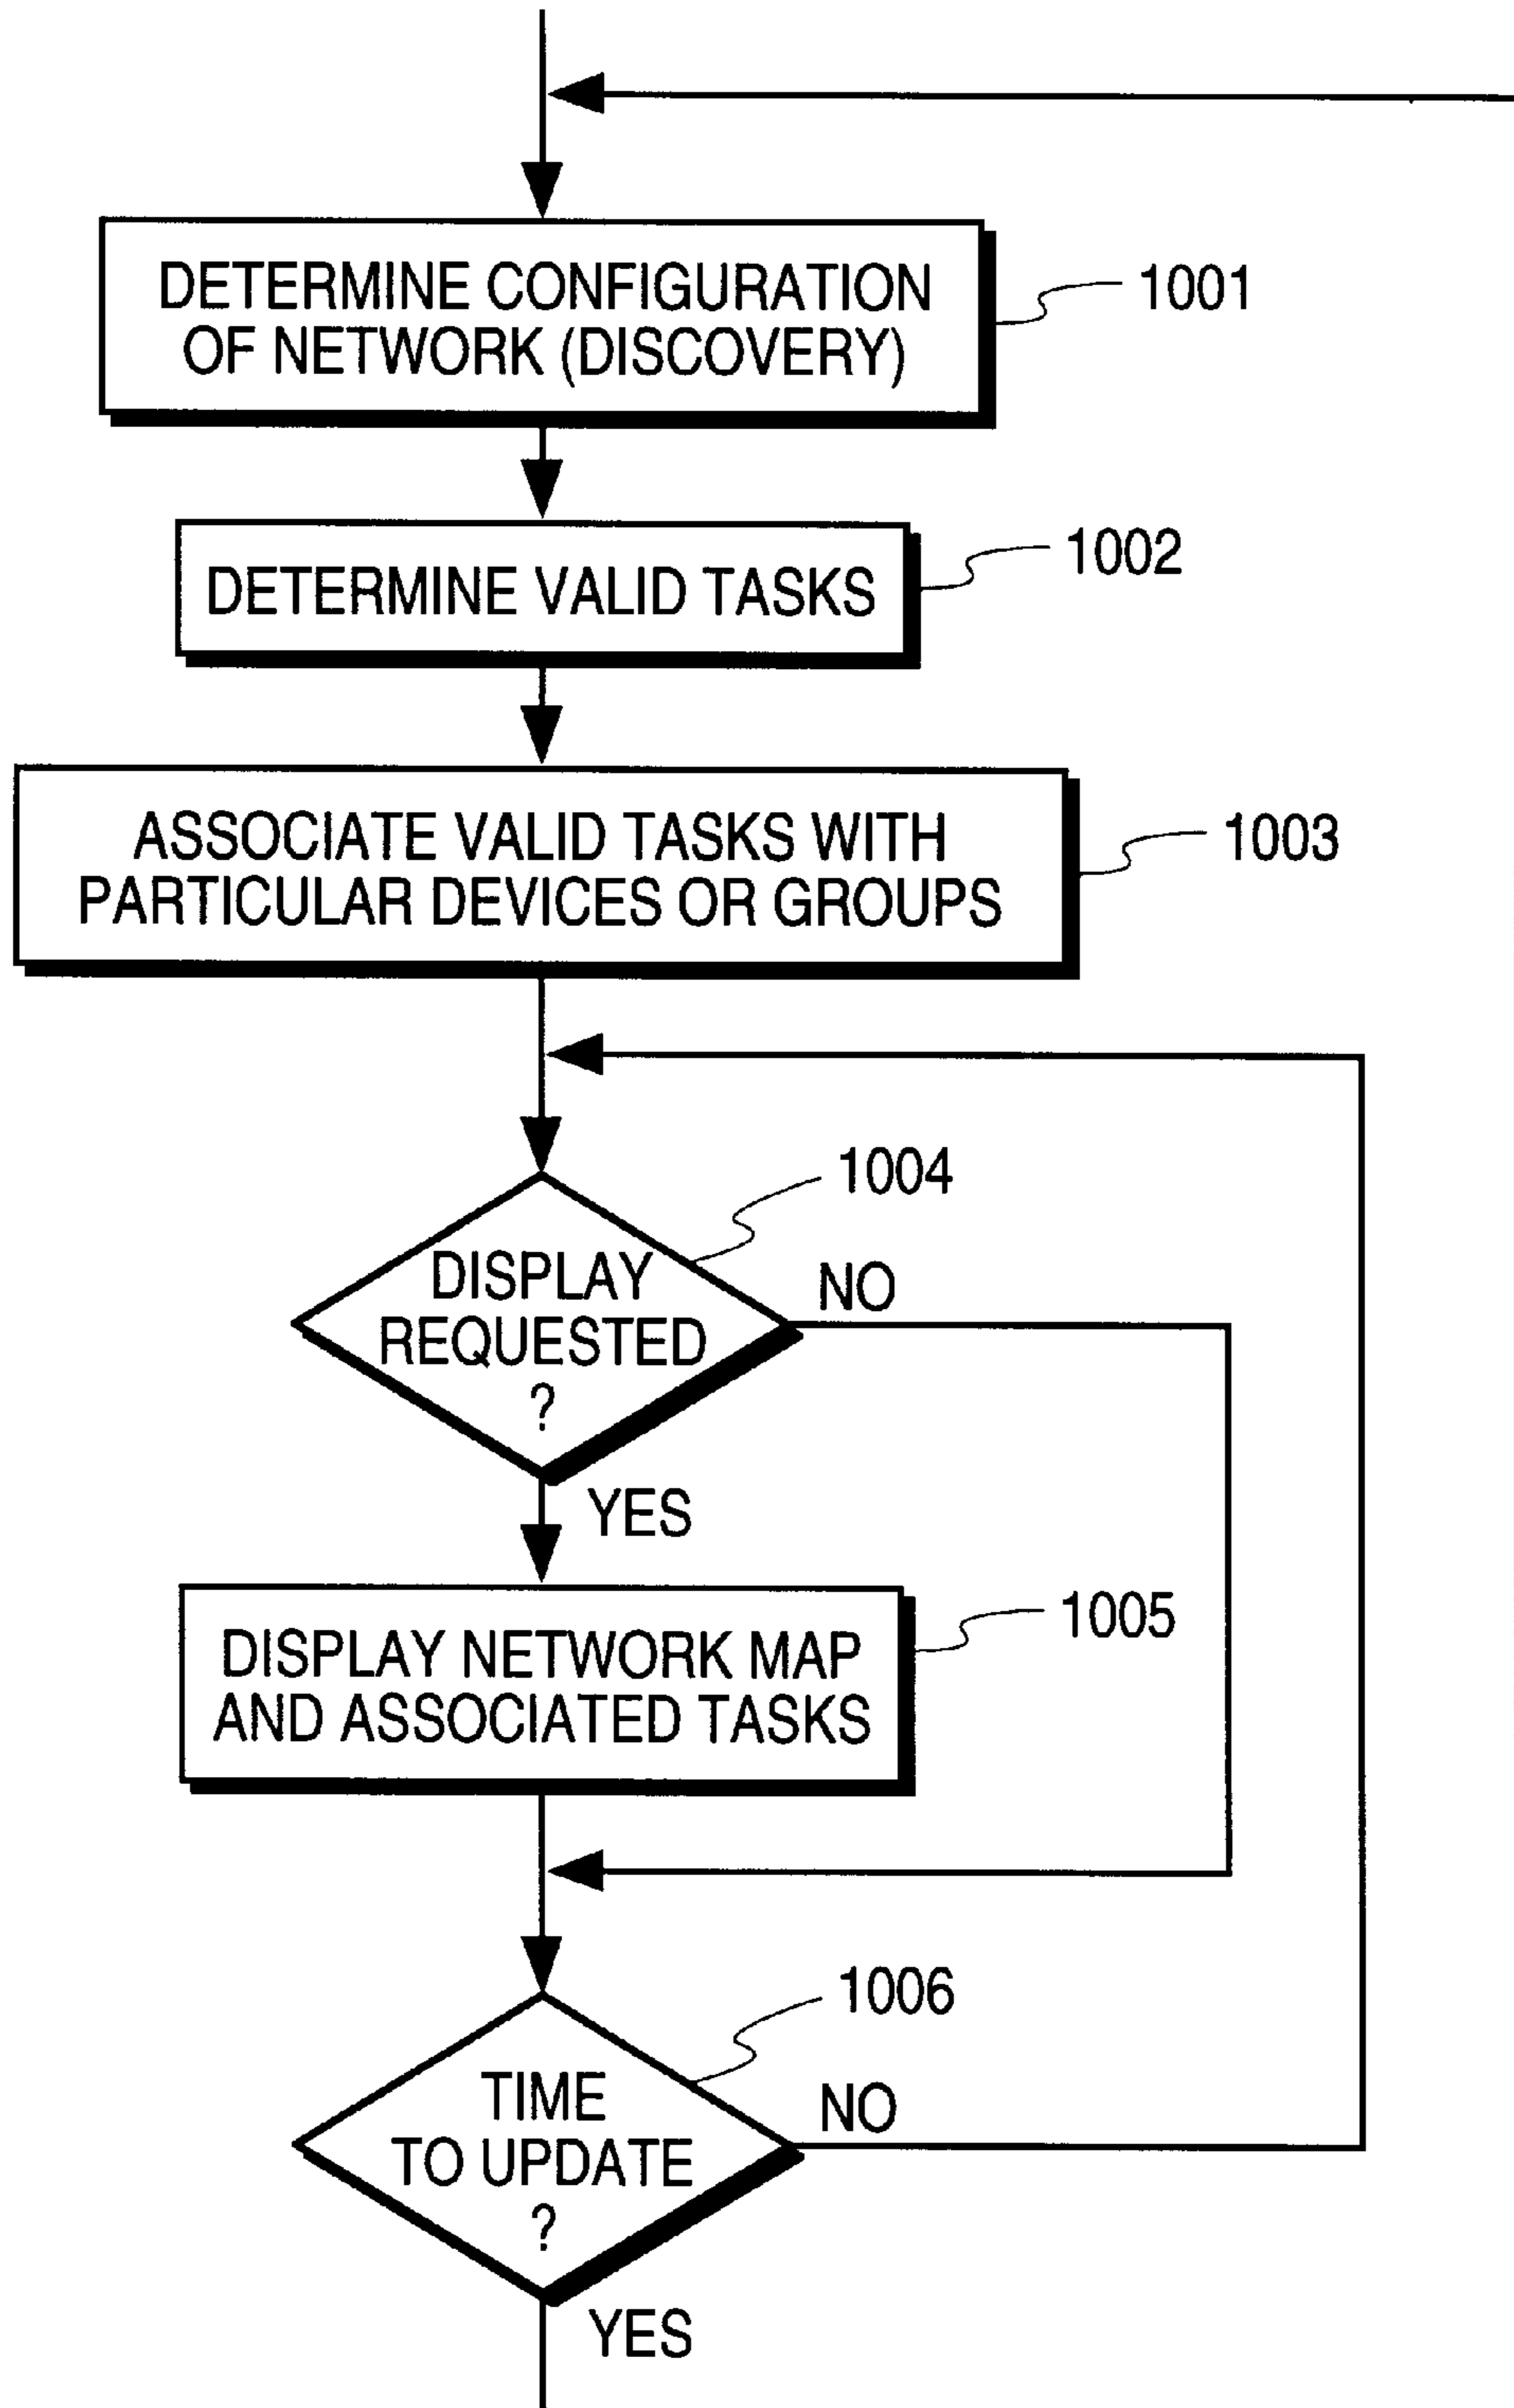 DETERMINE CONFIGURATION
OF NETWORK (DISCOVERY)
1001
DETERMINE VALID TASKS
1002
ASSOCIATE VALID TASKS WITH
PARTICULAR DEVICES OR GROUPS
1003
1004
DISPLAY
REQUESTED
?
NO
YES
DISPLAY NETWORK MAP
AND ASSOCIATED TASKS
1005
1006
TIME
TO UPDATE
?
NO
YES